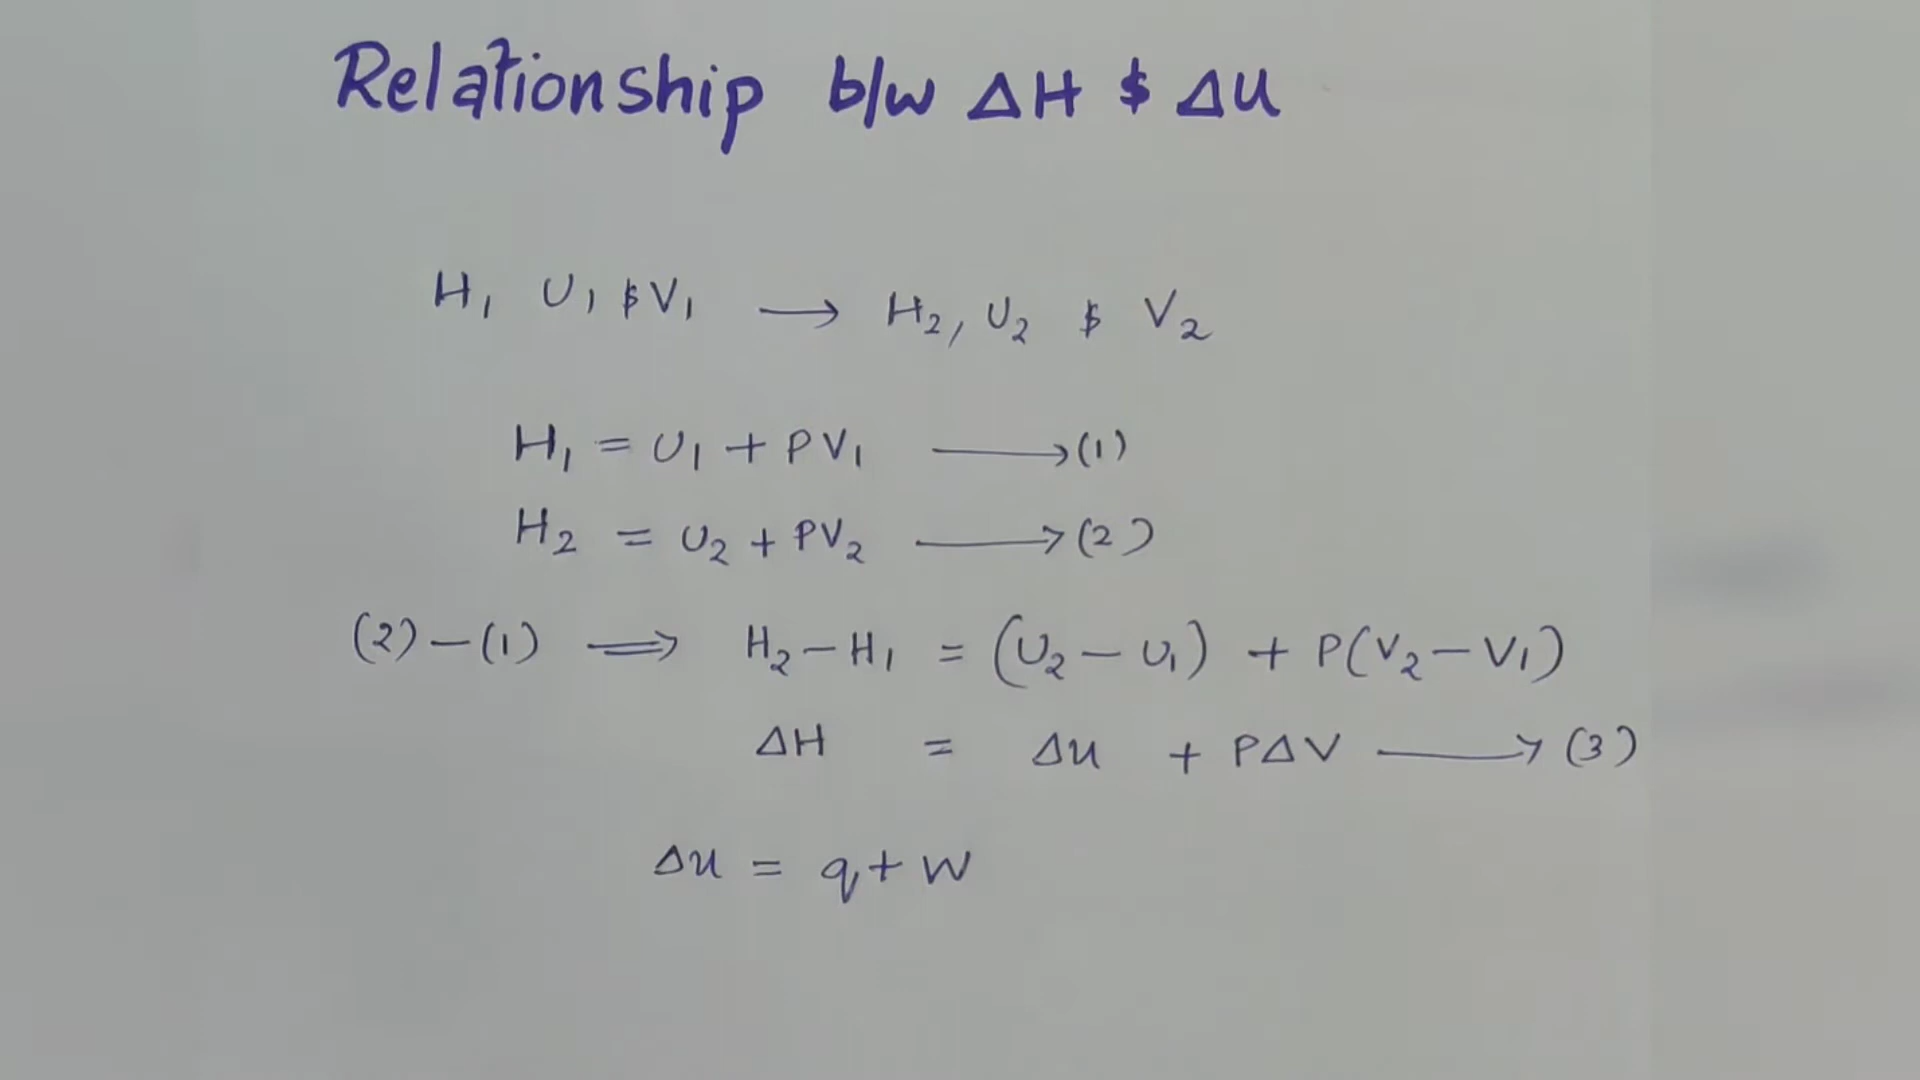 Relationship b/w ΔH & ΔU
H₁ U₁ & V₁ → H₂, U₂ & V₂
H₁ = U₁ + PV₁ → (1)
H₂ = U₂ + PV₂ → (2)
(2) – (1) ⇒ H₂ – H₁ = (U₂ – U₁) + P(V₂ – V₁)
ΔH = ΔU + PΔV → (3)
ΔU = q + W